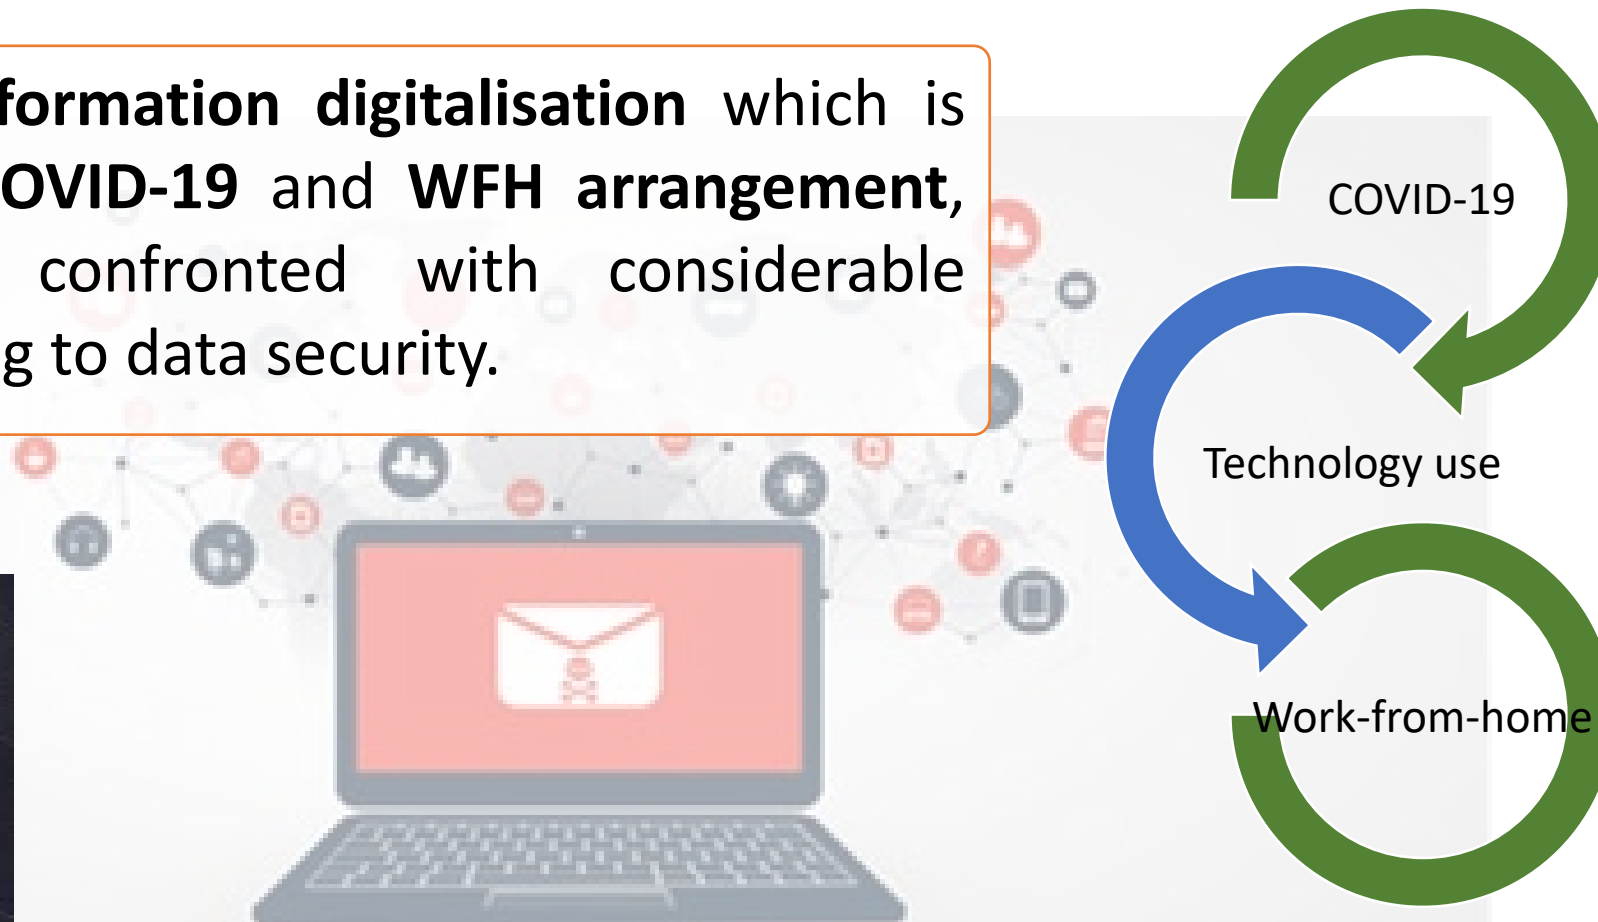 formation digitalisation which is
OVID-19 and WFH arrangement,
confronted with considerable
g to data security.
COVID-19
Technology use
Work-from-home